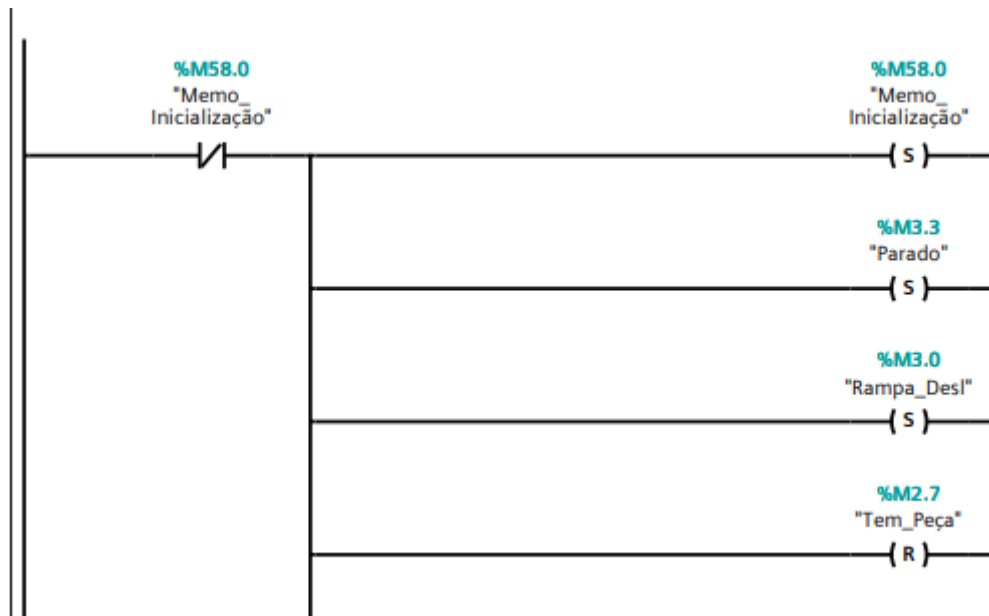 %M58.0
"Memo_
Inicialização"
%M58.0
"Memo_
Inicialização"
( S )
%M3.3
"Parado"
( S )
%M3.0
"Rampa_Desl"
( S )
%M2.7
"Tem_Peça"
( R )